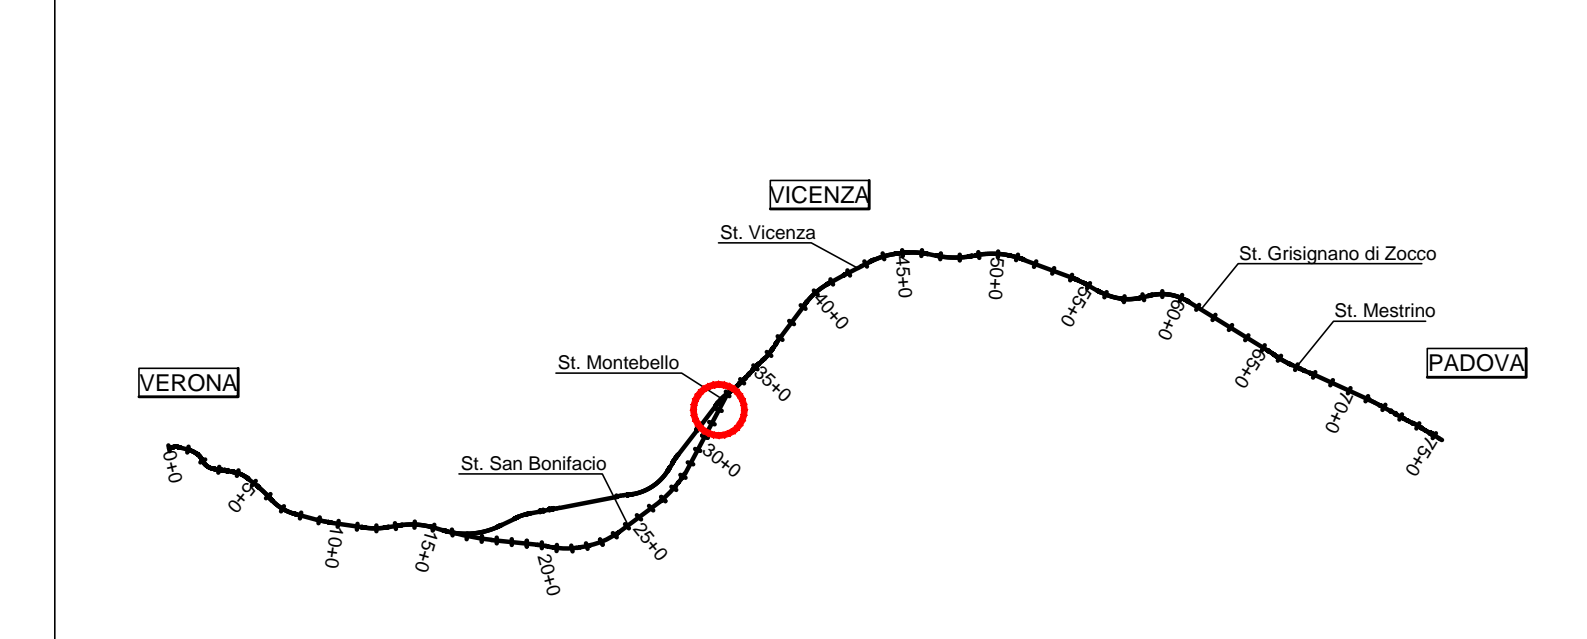 VICENZA
St. Vicenza
St. Grisignano di Zocco
St. Mestrino
PADOVA
St. Montebello
VERONA
St. San Bonifacio
0+0
5+0
10+0
15+0
20+0
25+0
30+0
35+0
40+0
45+0
50+0
55+0
60+0
65+0
70+0
75+0